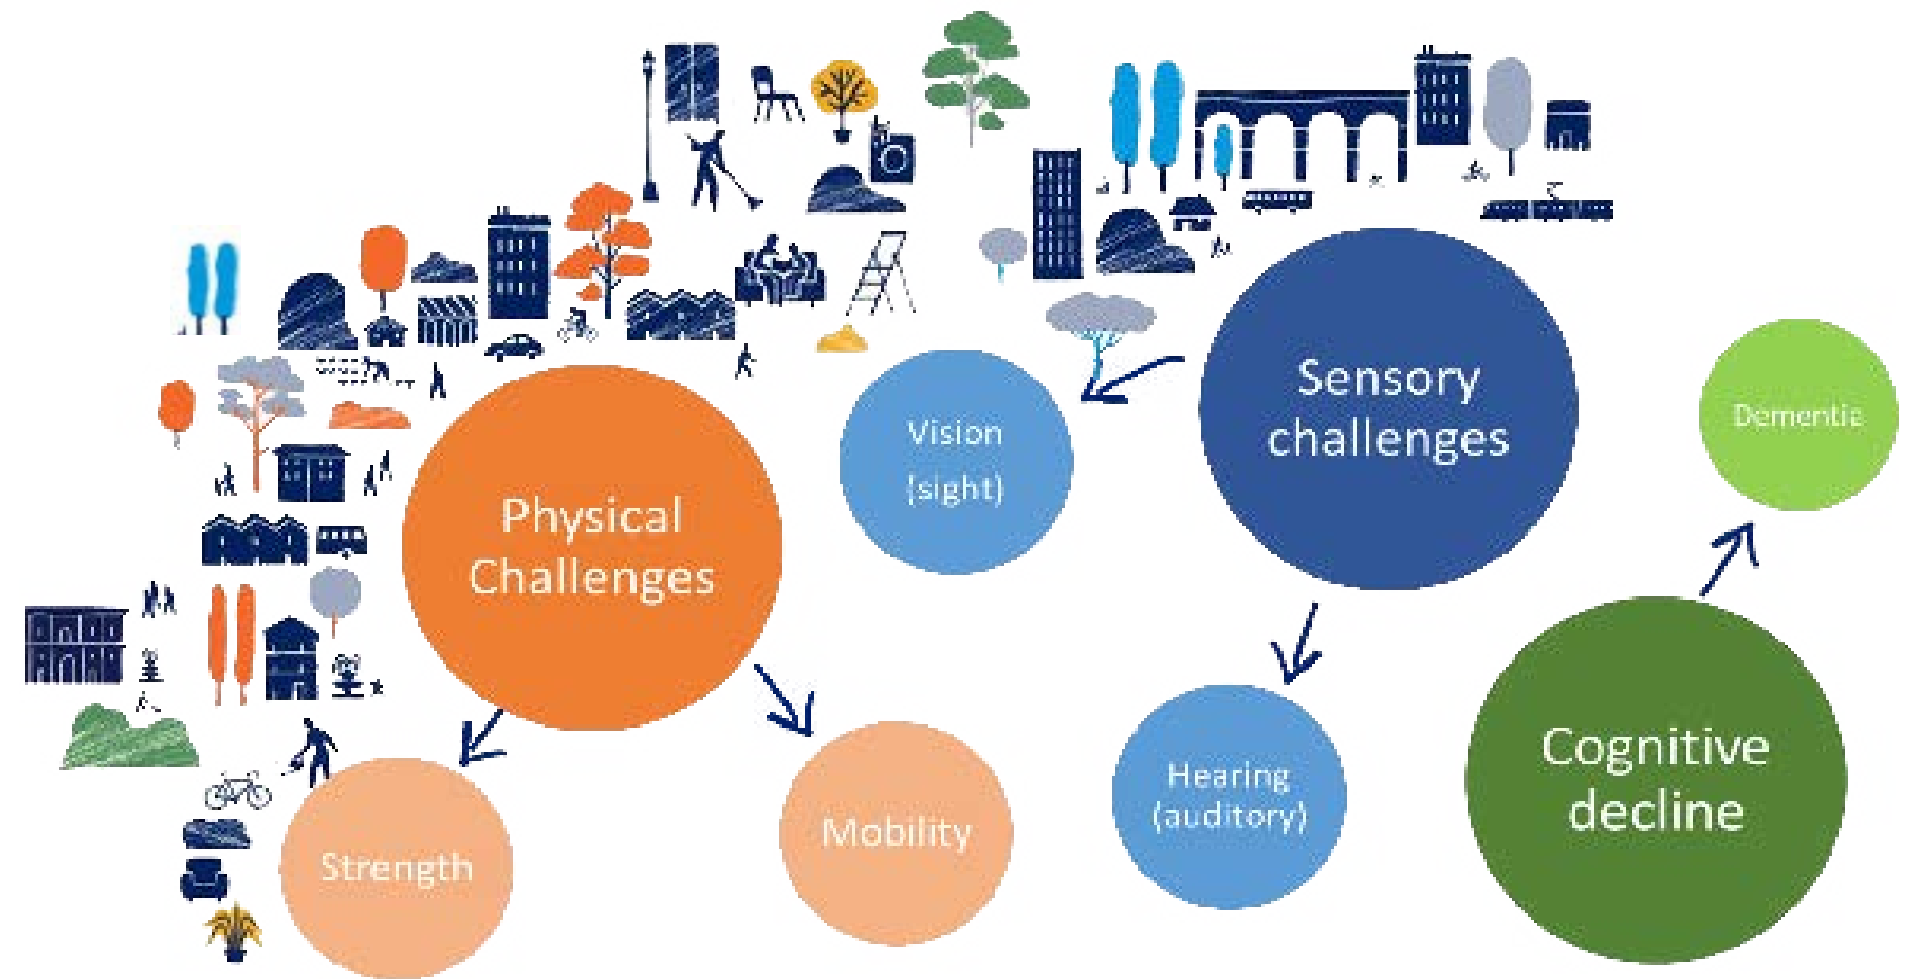 Physical
Challenges
Strength
Mobility
Vision
(sight)
Sensory
challenges
Hearing
(auditory)
Cognitive
decline
Dementia